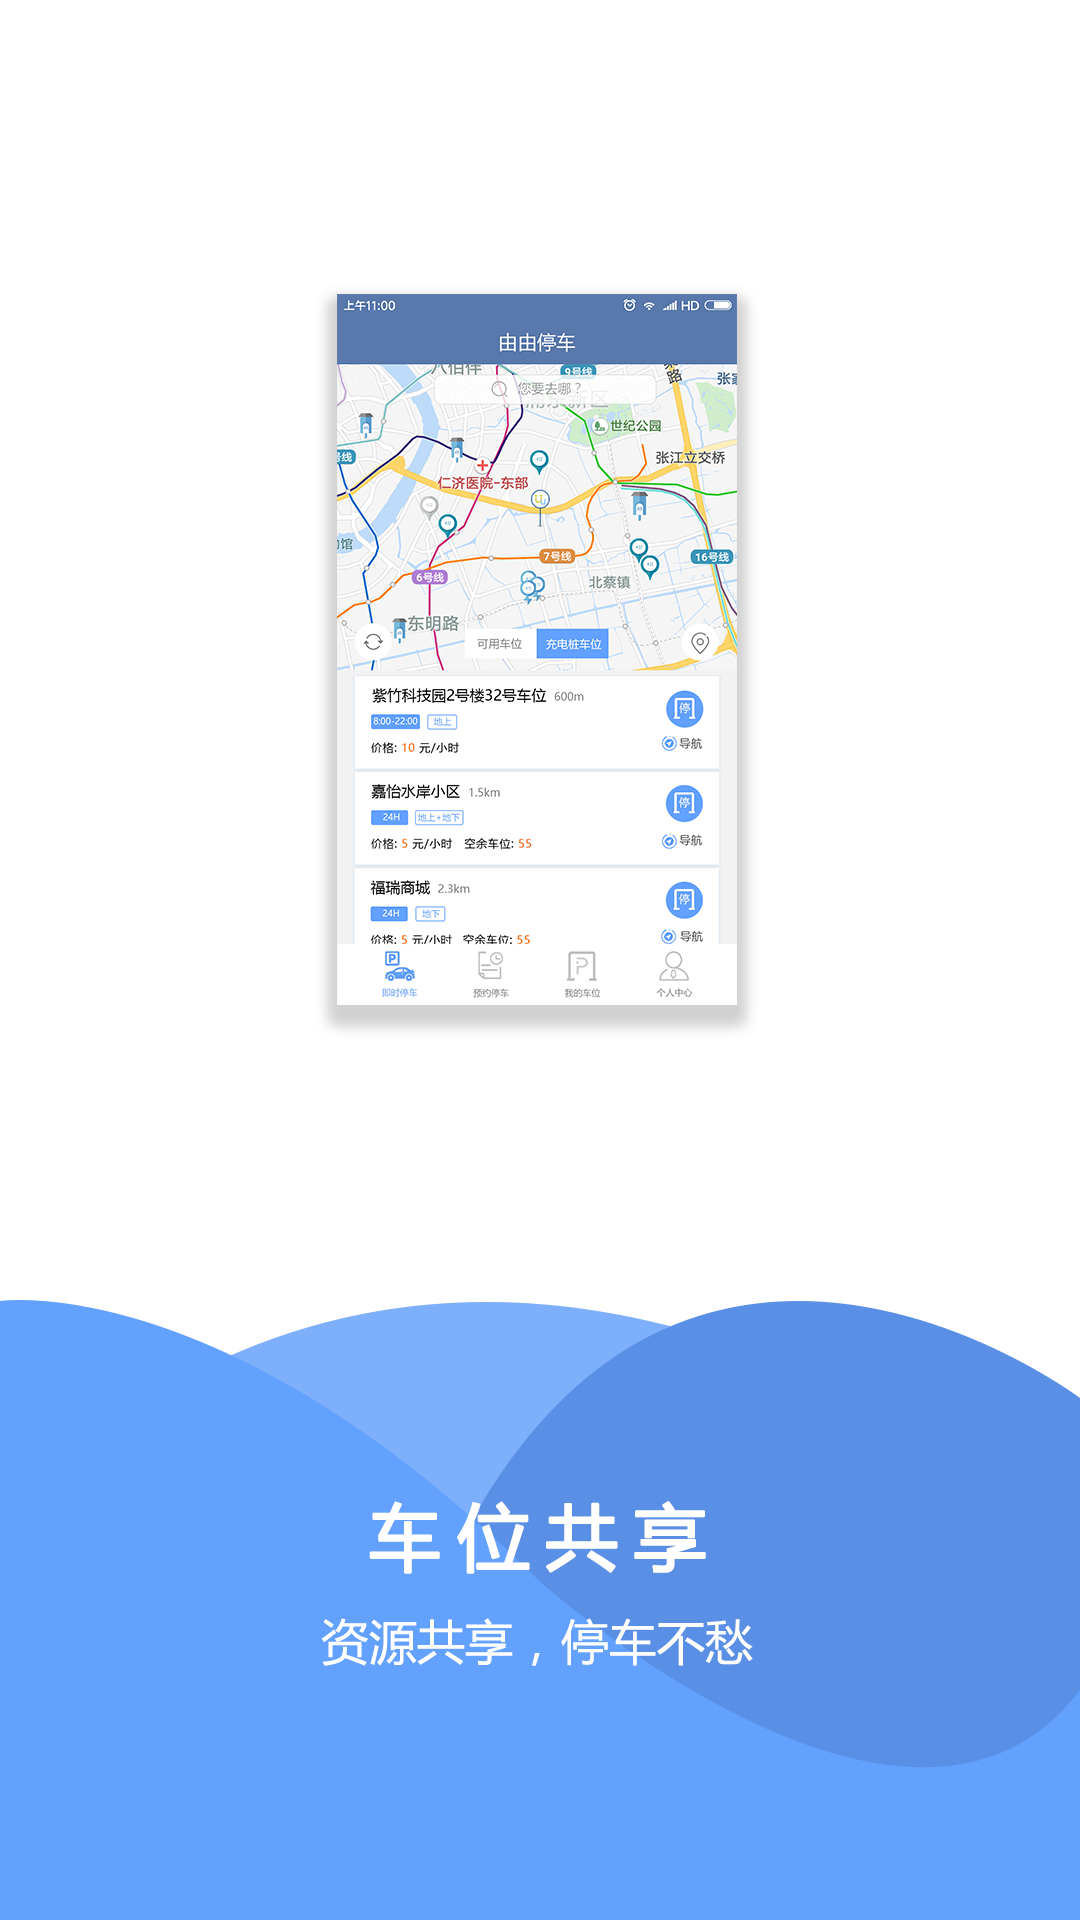 上午11:00
HD
由由停车
八佰伴
9号线
路
您要去哪？
世纪公园
张江立交桥
号线
仁济医院-东部
馆
7号线
16号线
6号线
北蔡镇
东明路
可用车位 充电桩车位
紫竹科技园2号楼32号车位 600m
停
8:00-22:00 地上
导航
价格: 10 元/小时
嘉怡水岸小区 1.5km
停
24H 地上+地下
导航
价格: 5 元/小时 空余车位: 55
福瑞商城 2.3km
停
24H 地下
导航
价格: 5 元/小时 空余车位: 55
即时停车 预约停车 我的车位 个人中心
车位共享
资源共享，停车不愁